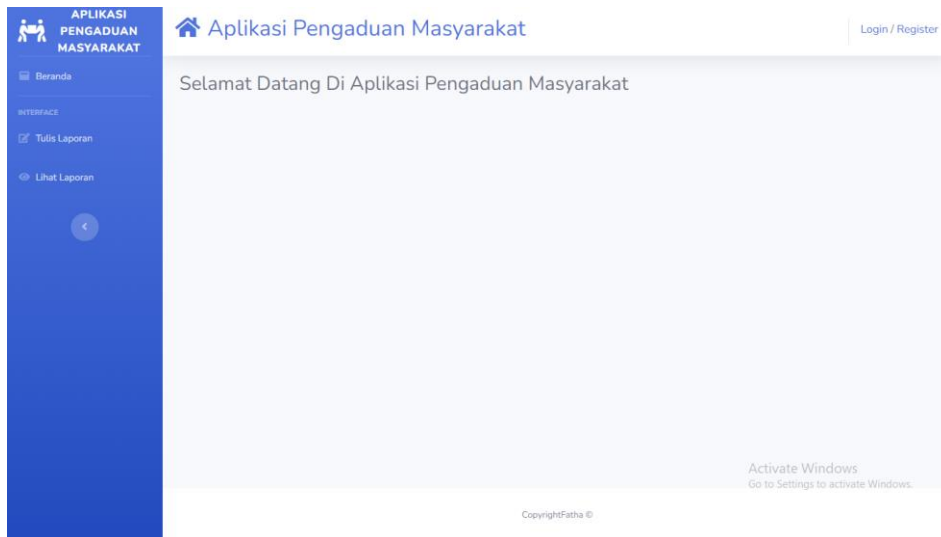 APLIKASI
PENGADUAN
MASYARAKAT
Aplikasi Pengaduan Masyarakat
Login / Register
Beranda
Selamat Datang Di Aplikasi Pengaduan Masyarakat
INTERFACE
Tulis Laporan
Lihat Laporan
Activate Windows
Go to Settings to activate Windows.
CopyrightFatha ©